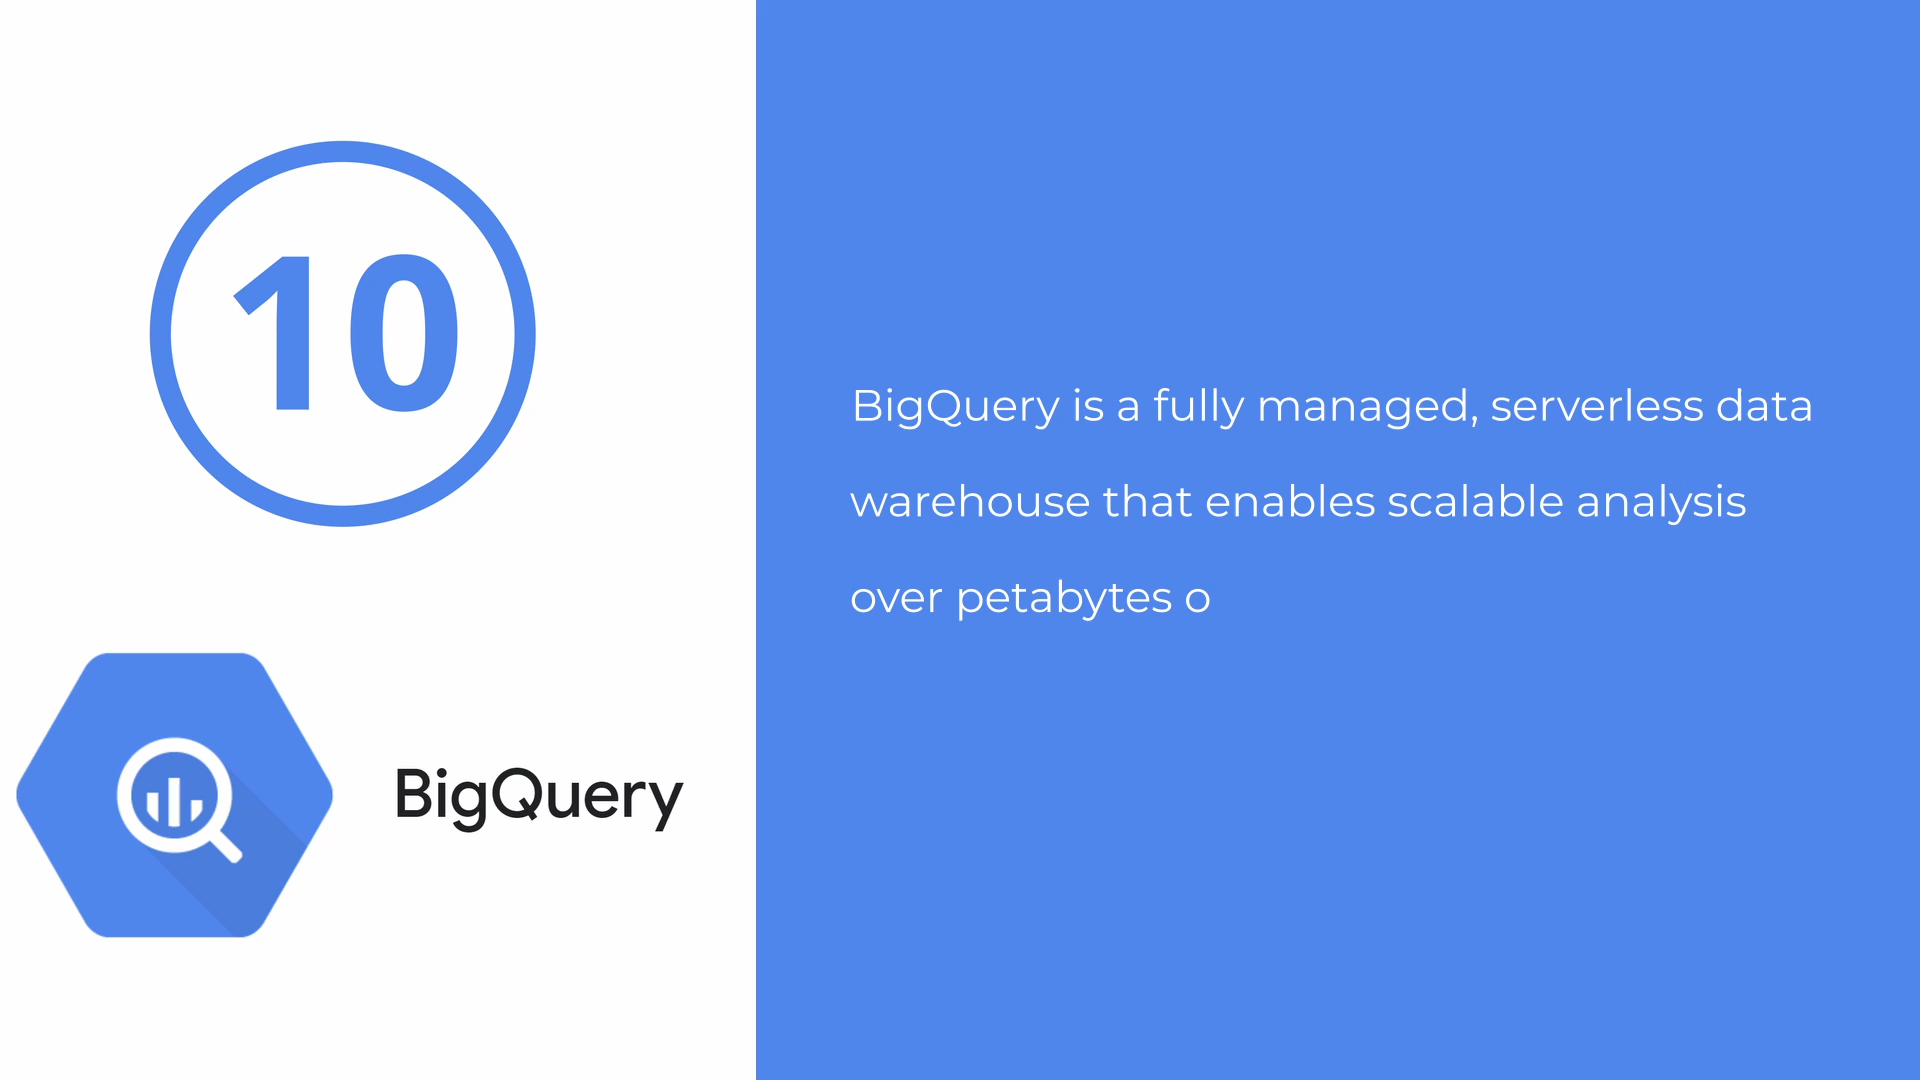 10
BigQuery
BigQuery is a fully managed, serverless data
warehouse that enables scalable analysis
over petabytes o